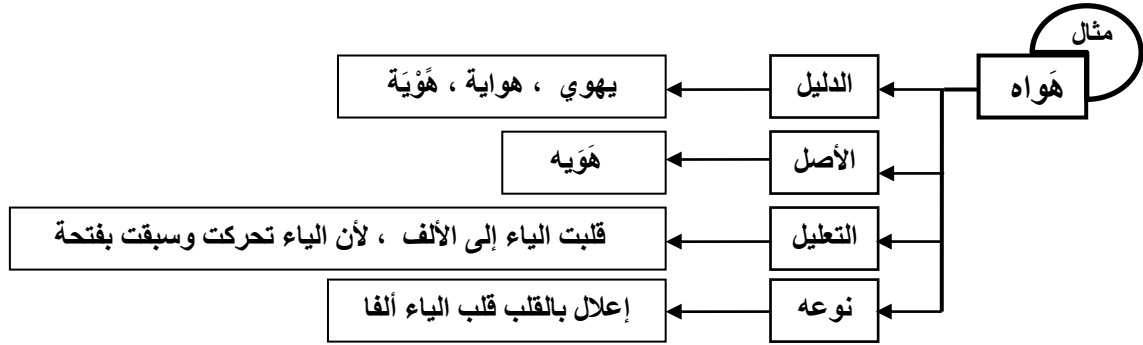 مثال
هَواه
الدليل
يهوي ، هواية ، هًوْيَة
الأصل
هَوَيه
التعليل
قلبت الياء إلى الألف ، لأن الياء تحركت وسبقت بفتحة
نوعه
إعلال بالقلب قلب الياء ألفا